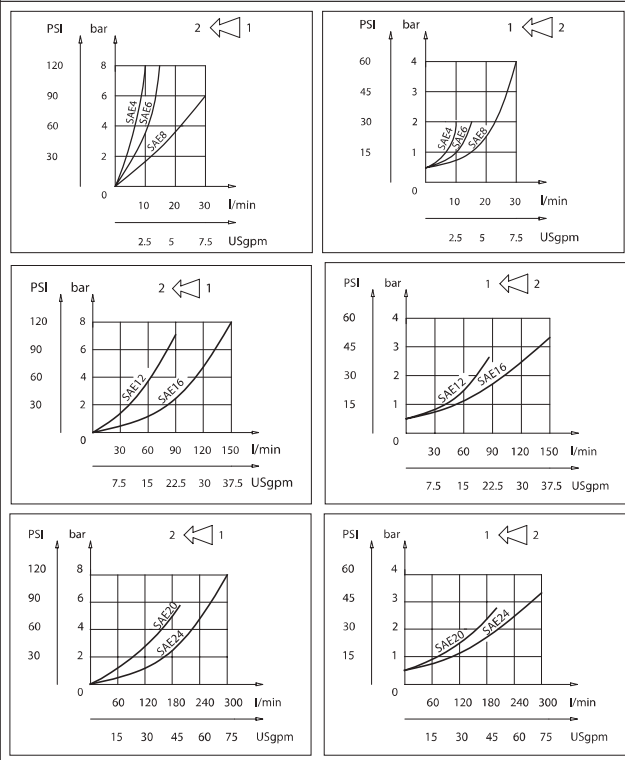 PSI bar 2 1
120 8
90 6
60 4
30 2
0
SAE4
SAE6
SAE8
10 20 30 l/min
2.5 5 7.5 USgpm
PSI bar 1 2
60 4
45 3
30 2
15 1
0
SAE4
SAE6
SAE8
10 20 30 l/min
2.5 5 7.5 USgpm
PSI bar 2 1
120 8
90 6
60 4
30 2
0
SAE12
SAE16
30 60 90 120 150 l/min
7.5 15 22.5 30 37.5 USgpm
PSI bar 1 2
60 4
45 3
30 2
15 1
0
SAE12
SAE16
30 60 90 120 150 l/min
7.5 15 22.5 30 37.5 USgpm
PSI bar 2 1
120 8
90 6
60 4
30 2
0
SAE20
SAE24
60 120 180 240 300 l/min
15 30 45 60 75 USgpm
PSI bar 1 2
60 4
45 3
30 2
15 1
0
SAE20
SAE24
60 120 180 240 300 l/min
15 30 45 60 75 USgpm